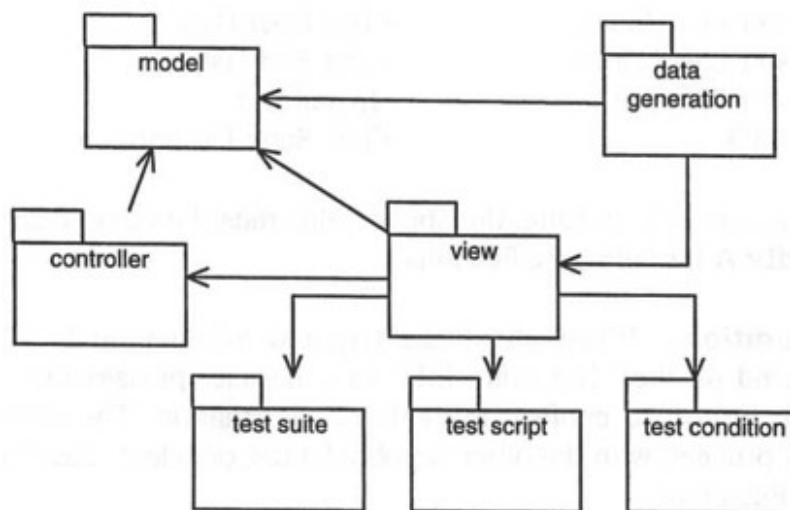 model
data
generation
controller
view
test suite
test script
test condition